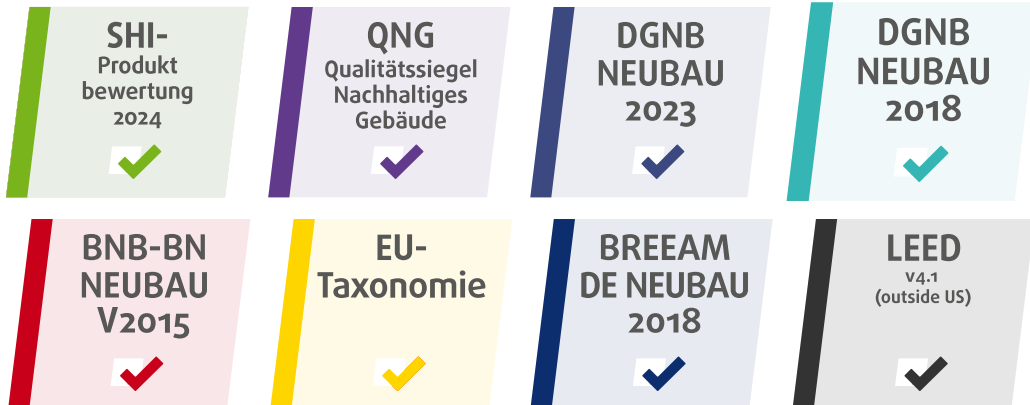 SHI-
Produkt
bewertung
2024
QNG
Qualitätssiegel
Nachhaltiges
Gebäude
DGNB
NEUBAU
2023
DGNB
NEUBAU
2018
BNB-BN
NEUBAU
V2015
EU-
Taxonomie
BREEAM
DE NEUBAU
2018
LEED
v4.1
(outside US)